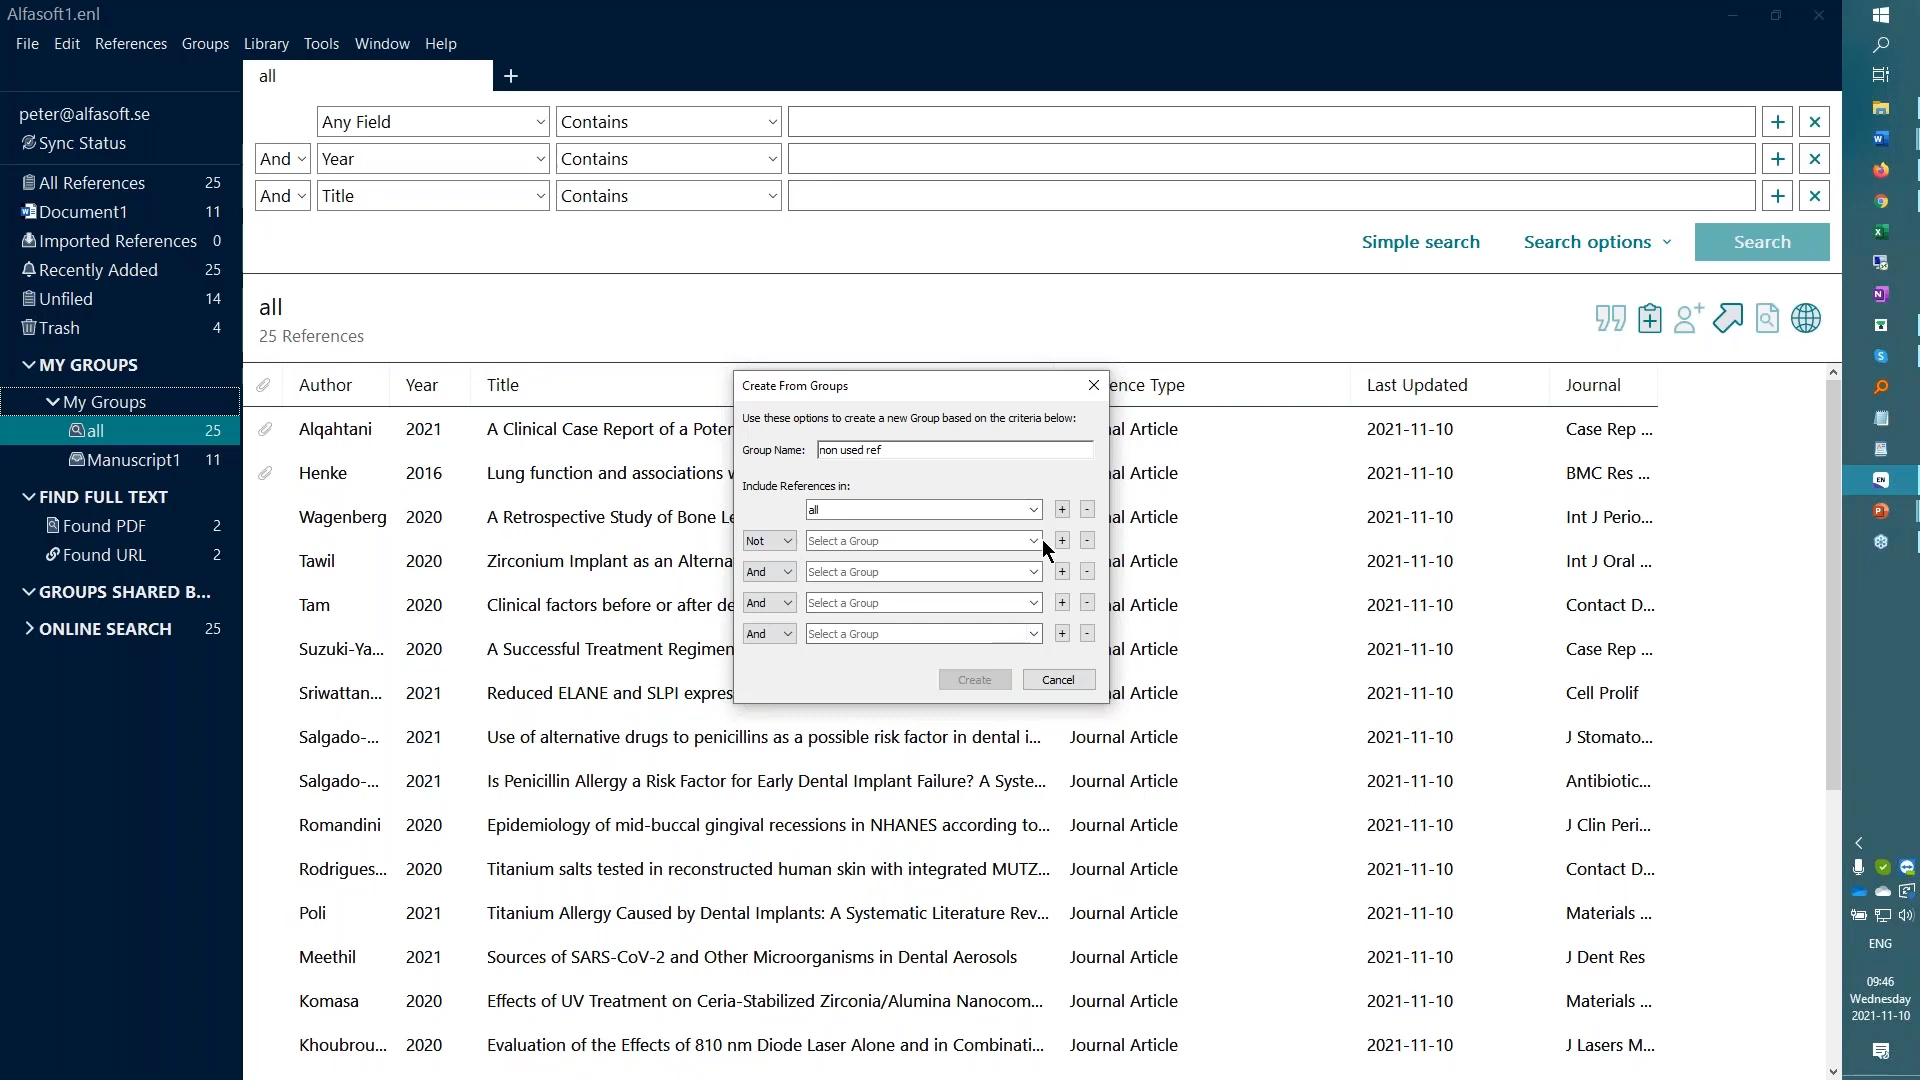 Alfasoft1.enl
File Edit References Groups Library Tools Window Help
all
peter@alfasoft.se
Sync Status
All References 25
Document1 11
Imported References 0
Recently Added 25
Unfiled 14
Trash 4
MY GROUPS
My Groups
all 25
Manuscript1 11
FIND FULL TEXT
Found PDF 2
Found URL 2
GROUPS SHARED B...
ONLINE SEARCH 25
Any Field Contains
And Year Contains
And Title Contains
Simple search Search options Search
all
25 References
Author Year Title ence Type Last Updated Journal
Alqahtani 2021 A Clinical Case Report of a Poter al Article 2021-11-10 Case Rep ...
Henke 2016 Lung function and associations al Article 2021-11-10 BMC Res ...
Wagenberg 2020 A Retrospective Study of Bone Le al Article 2021-11-10 Int J Perio...
Tawil 2020 Zirconium Implant as an Alterna al Article 2021-11-10 Int J Oral ...
Tam 2020 Clinical factors before or after de al Article 2021-11-10 Contact D...
Suzuki-Ya... 2020 A Successful Treatment Regimen al Article 2021-11-10 Case Rep ...
Sriwattan... 2021 Reduced ELANE and SLPI expres al Article 2021-11-10 Cell Prolif
Salgado-... 2021 Use of alternative drugs to penicillins as a possible risk factor in dental i... Journal Article 2021-11-10 J Stomato...
Salgado-... 2021 Is Penicillin Allergy a Risk Factor for Early Dental Implant Failure? A Syste... Journal Article 2021-11-10 Antibiotic...
Romandini 2020 Epidemiology of mid-buccal gingival recessions in NHANES according to... Journal Article 2021-11-10 J Clin Peri...
Rodrigues... 2020 Titanium salts tested in reconstructed human skin with integrated MUTZ... Journal Article 2021-11-10 Contact D...
Poli 2021 Titanium Allergy Caused by Dental Implants: A Systematic Literature Rev... Journal Article 2021-11-10 Materials ...
Meethil 2021 Sources of SARS-CoV-2 and Other Microorganisms in Dental Aerosols Journal Article 2021-11-10 J Dent Res
Komasa 2020 Effects of UV Treatment on Ceria-Stabilized Zirconia/Alumina Nanocom... Journal Article 2021-11-10 Materials ...
Khoubrou... 2020 Evaluation of the Effects of 810 nm Diode Laser Alone and in Combinati... Journal Article 2021-11-10 J Lasers M...
Create From Groups
Use these options to create a new Group based on the criteria below:
Group Name: non used ref
Include References in:
all
Not Select a Group
And Select a Group
And Select a Group
And Select a Group
Create Cancel
ENG
09:46
Wednesday
2021-11-10